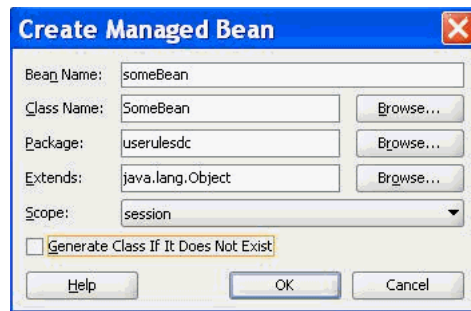 Create Managed Bean
Bean Name: someBean
Class Name: SomeBean Browse...
Package: userulesdc Browse...
Extends: java.lang.Object Browse...
Scope: session
Generate Class If It Does Not Exist
Help OK Cancel